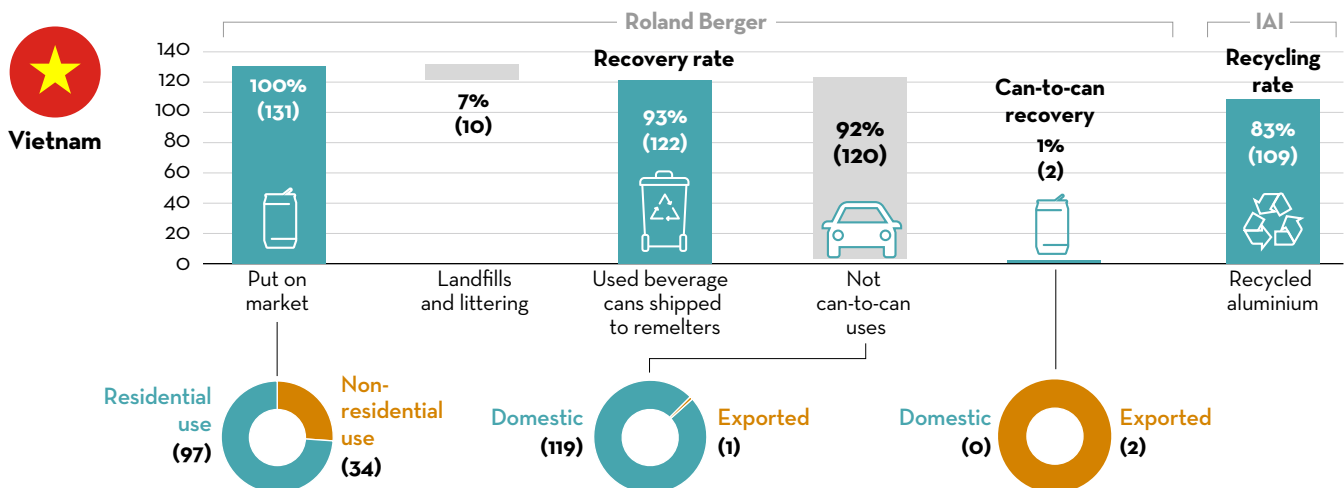 Roland Berger
IAI
Vietnam
140
120
100
80
60
40
20
0
100%
(131)
7%
(10)
Recovery rate
93%
(122)
92%
(120)
Can-to-can
recovery
1%
(2)
Recycling
rate
83%
(109)
Put on
market
Landfills
and littering
Used beverage
cans shipped
to remelters
Not
can-to-can
uses
Recycled
aluminium
Residential
use
(97)
Non-
residential
use
(34)
Domestic
(119)
Exported
(1)
Domestic
(0)
Exported
(2)